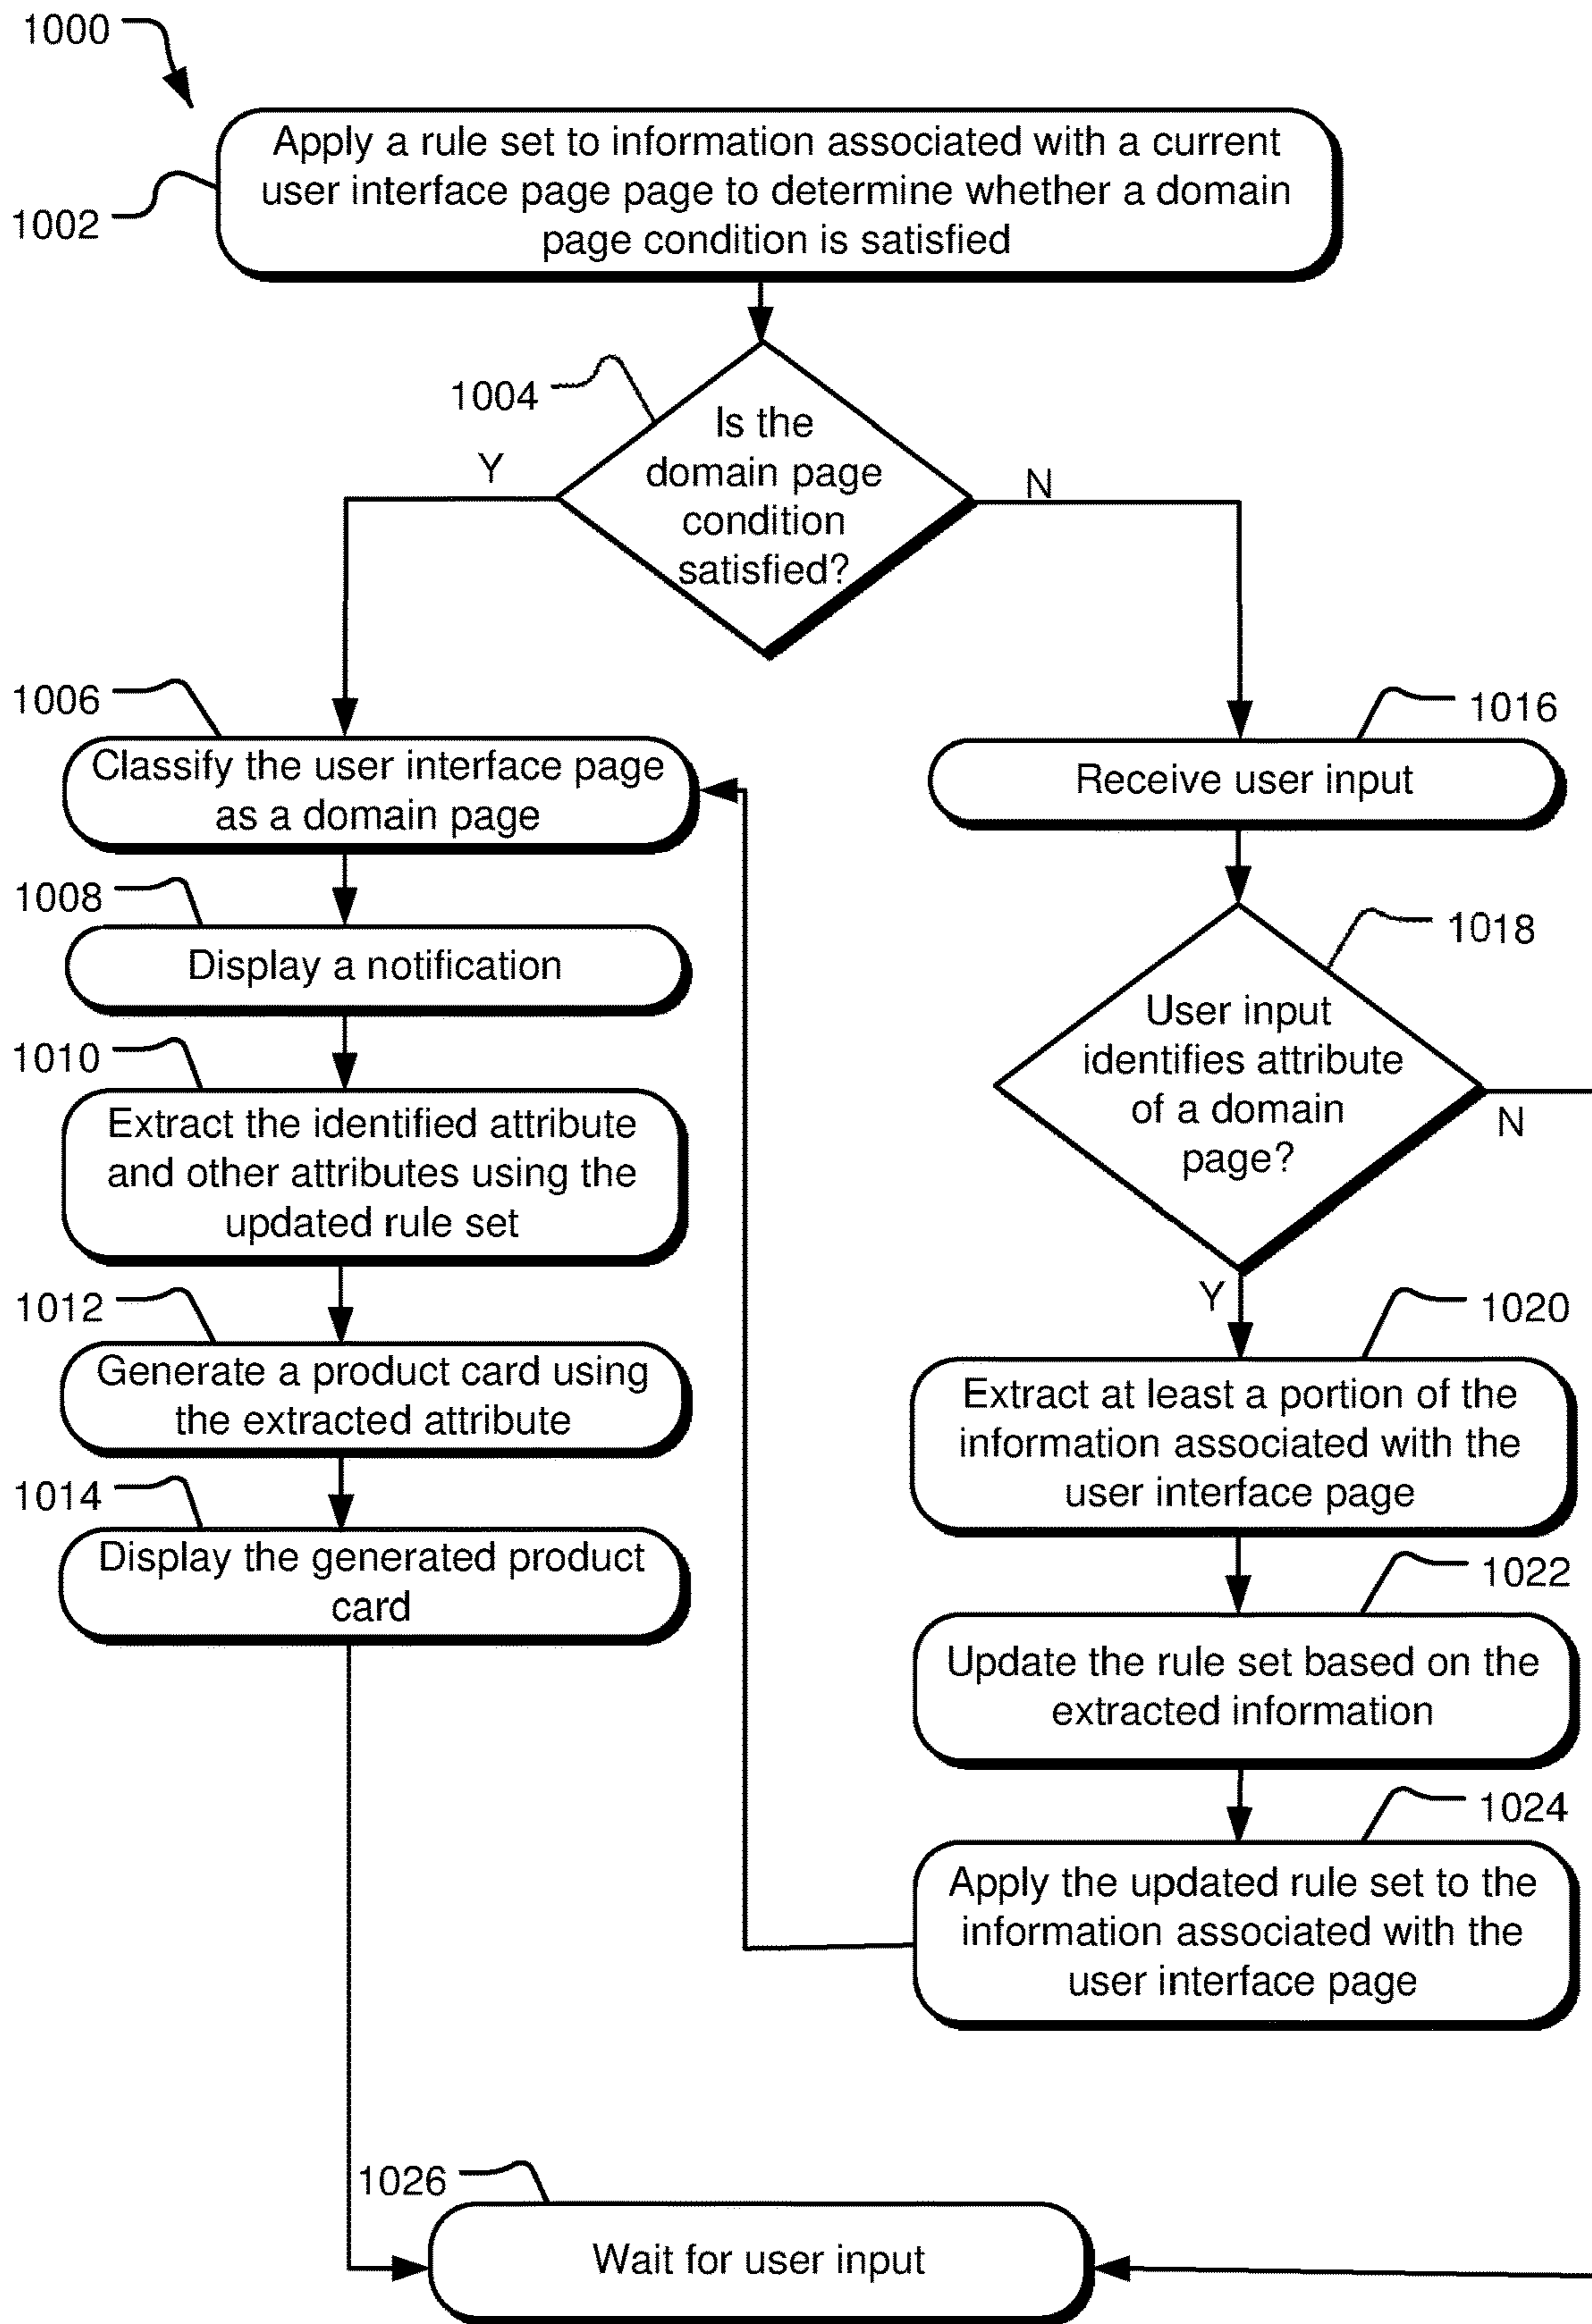 1000
Apply a rule set to information associated with a current
user interface page page to determine whether a domain
page condition is satisfied
1002
1004
Is the
domain page
condition
satisfied?
Y
N
1006
Classify the user interface page
as a domain page
1008
Display a notification
1010
Extract the identified attribute
and other attributes using the
updated rule set
1012
Generate a product card using
the extracted attribute
1014
Display the generated product
card
1016
Receive user input
1018
User input
identifies attribute
of a domain
page?
N
Y
1020
Extract at least a portion of the
information associated with the
user interface page
1022
Update the rule set based on the
extracted information
1024
Apply the updated rule set to the
information associated with the
user interface page
1026
Wait for user input